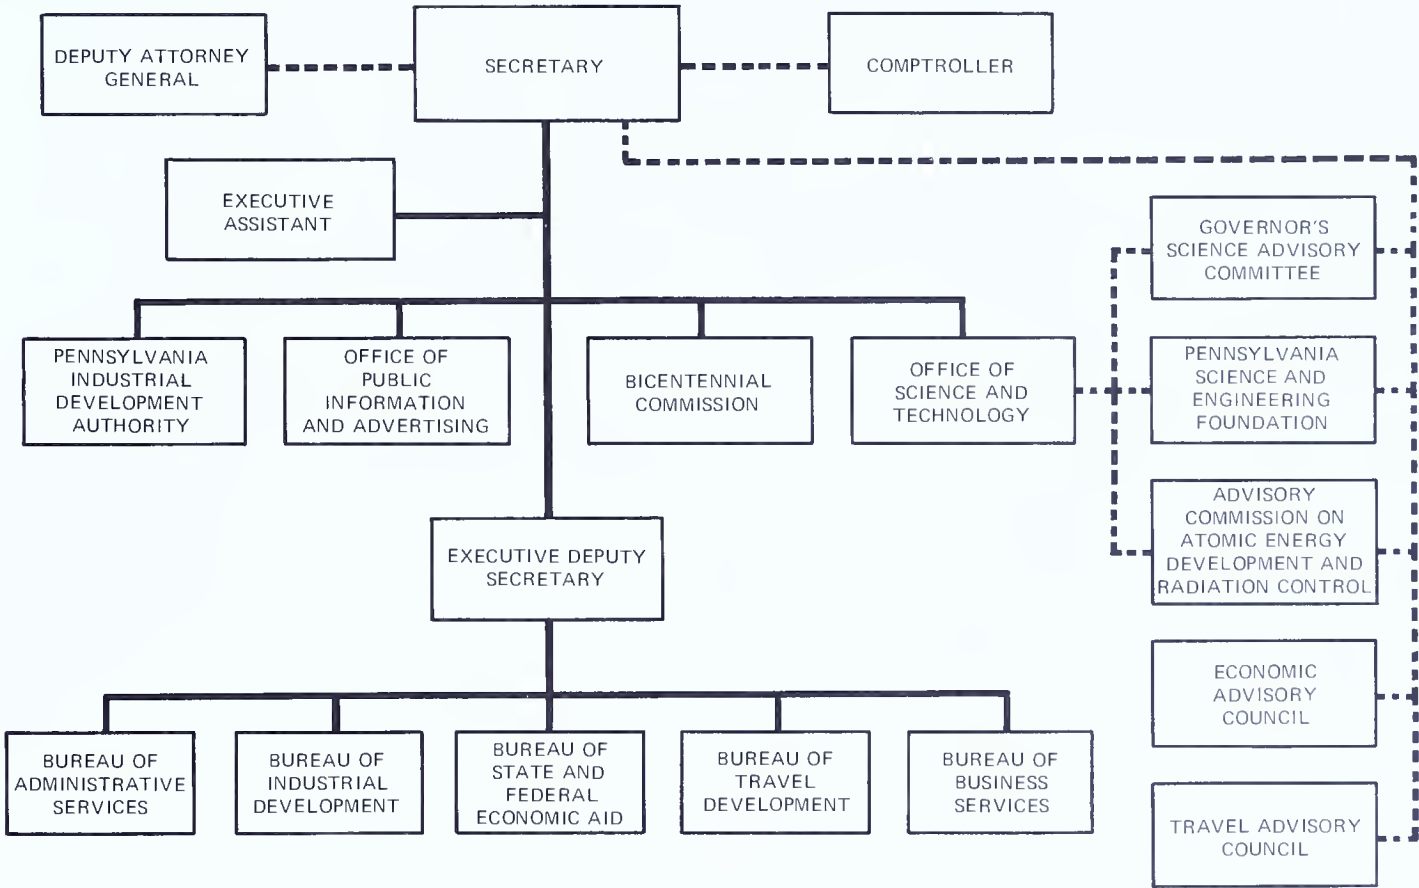 DEPUTY ATTORNEY
GENERAL
SECRETARY
COMPTROLLER
EXECUTIVE
ASSISTANT
GOVERNOR'S
SCIENCE ADVISORY
COMMITTEE
PENNSYLVANIA
INDUSTRIAL
DEVELOPMENT
AUTHORITY
OFFICE OF
PUBLIC
INFORMATION
AND ADVERTISING
BICENTENNIAL
COMMISSION
OFFICE OF
SCIENCE AND
TECHNOLOGY
PENNSYLVANIA
SCIENCE AND
ENGINEERING
FOUNDATION
ADVISORY
COMMISSION ON
ATOMIC ENERGY
DEVELOPMENT AND
RADIATION CONTROL
EXECUTIVE DEPUTY
SECRETARY
ECONOMIC
ADVISORY
COUNCIL
BUREAU OF
ADMINISTRATIVE
SERVICES
BUREAU OF
INDUSTRIAL
DEVELOPMENT
BUREAU OF
STATE AND
FEDERAL
ECONOMIC AID
BUREAU OF
TRAVEL
DEVELOPMENT
BUREAU OF
BUSINESS
SERVICES
TRAVEL ADVISORY
COUNCIL